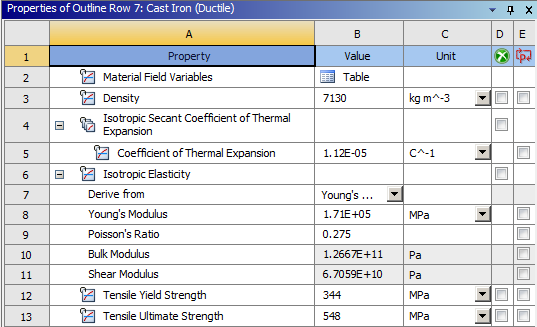 Properties of Outline Row 7: Cast Iron (Ductile)
A B C D E
1 Property Value Unit
2 Material Field Variables Table
3 Density 7130 kg m^-3
4 Isotropic Secant Coefficient of Thermal
Expansion
5 Coefficient of Thermal Expansion 1.12E-05 C^-1
6 Isotropic Elasticity
7 Derive from Young's ...
8 Young's Modulus 1.71E+05 MPa
9 Poisson's Ratio 0.275
10 Bulk Modulus 1.2667E+11 Pa
11 Shear Modulus 6.7059E+10 Pa
12 Tensile Yield Strength 344 MPa
13 Tensile Ultimate Strength 548 MPa